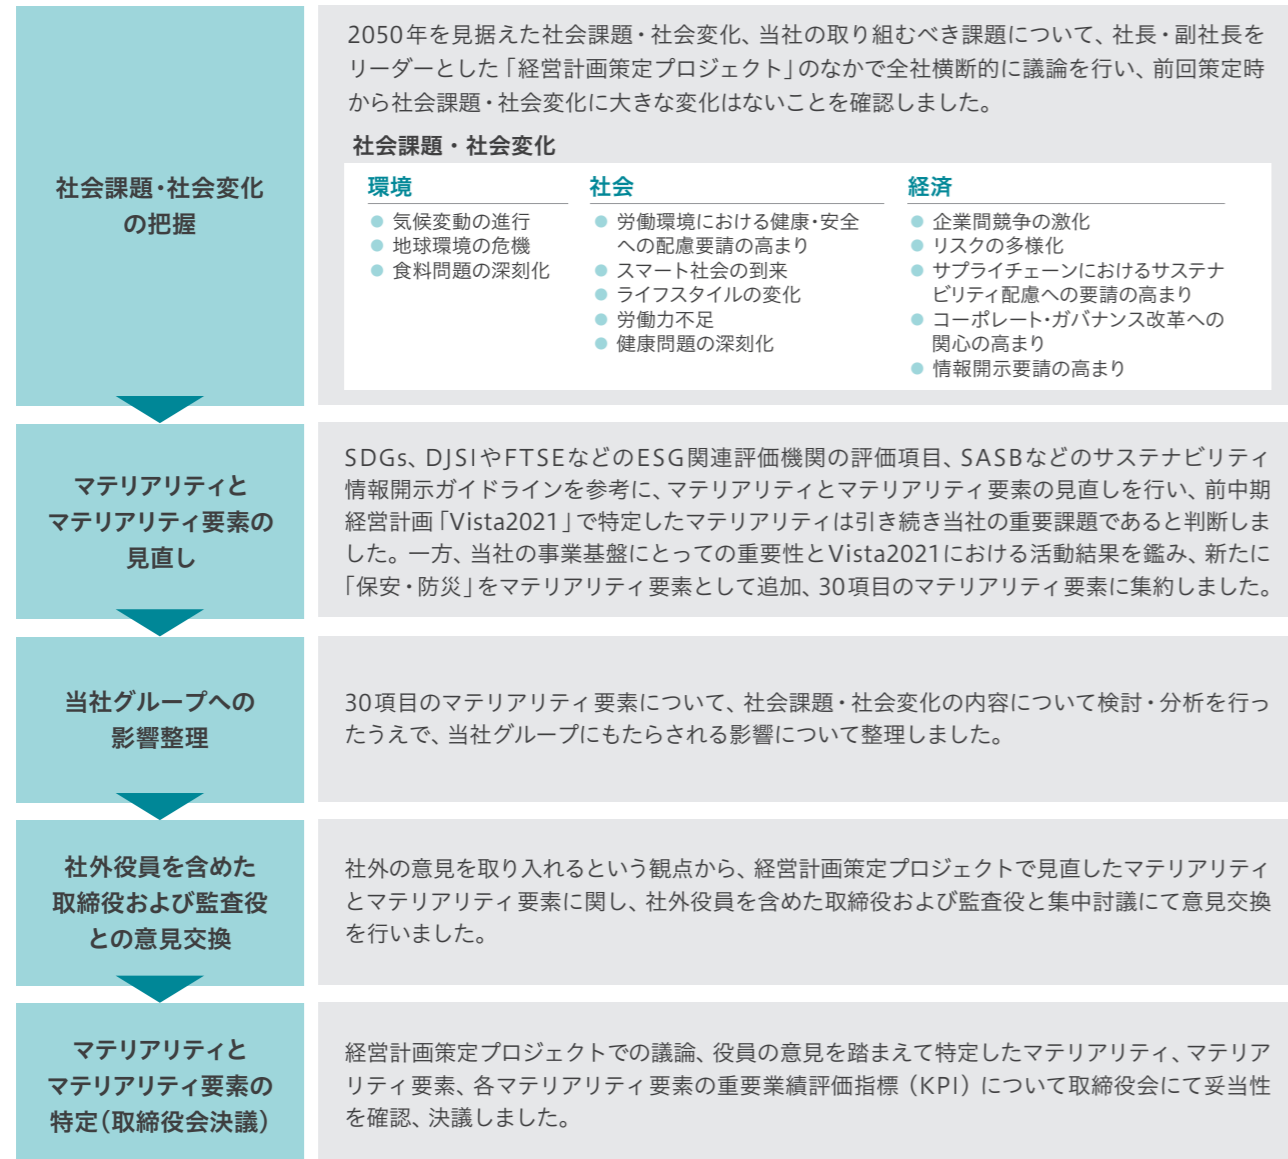 社会課題・社会変化
の把握
2050年を見据えた社会課題・社会変化、当社の取り組むべき課題について、社長・副社長を
リーダーとした「経営計画策定プロジェクト」のなかで全社横断的に議論を行い、前回策定時
から社会課題・社会変化に大きな変化はないことを確認しました。
社会課題・社会変化
環境
● 気候変動の進行
● 地球環境の危機
● 食料問題の深刻化
社会
● 労働環境における健康・安全
への配慮要請の高まり
● スマート社会の到来
● ライフスタイルの変化
● 労働力不足
● 健康問題の深刻化
経済
● 企業間競争の激化
● リスクの多様化
● サプライチェーンにおけるサステナ
ビリティ配慮への要請の高まり
● コーポレート・ガバナンス改革への
関心の高まり
● 情報開示要請の高まり
マテリアリティと
マテリアリティ要素の
見直し
SDGs、DJSIやFTSEなどのESG関連評価機関の評価項目、SASBなどのサステナビリティ
情報開示ガイドラインを参考に、マテリアリティとマテリアリティ要素の見直しを行い、前中期
経営計画「Vista2021」で特定したマテリアリティは引き続き当社の重要課題であると判断しま
した。一方、当社の事業基盤にとっての重要性とVista2021における活動結果を鑑み、新たに
「保安・防災」をマテリアリティ要素として追加、30項目のマテリアリティ要素に集約しました。
当社グループへの
影響整理
30項目のマテリアリティ要素について、社会課題・社会変化の内容について検討・分析を行っ
たうえで、当社グループにもたらされる影響について整理しました。
社外役員を含めた
取締役および監査役
との意見交換
社外の意見を取り入れるという観点から、経営計画策定プロジェクトで見直したマテリアリティ
とマテリアリティ要素に関し、社外役員を含めた取締役および監査役と集中討議にて意見交換
を行いました。
マテリアリティと
マテリアリティ要素の
特定(取締役会決議)
経営計画策定プロジェクトでの議論、役員の意見を踏まえて特定したマテリアリティ、マテリア
リティ要素、各マテリアリティ要素の重要業績評価指標（KPI）について取締役会にて妥当性
を確認、決議しました。